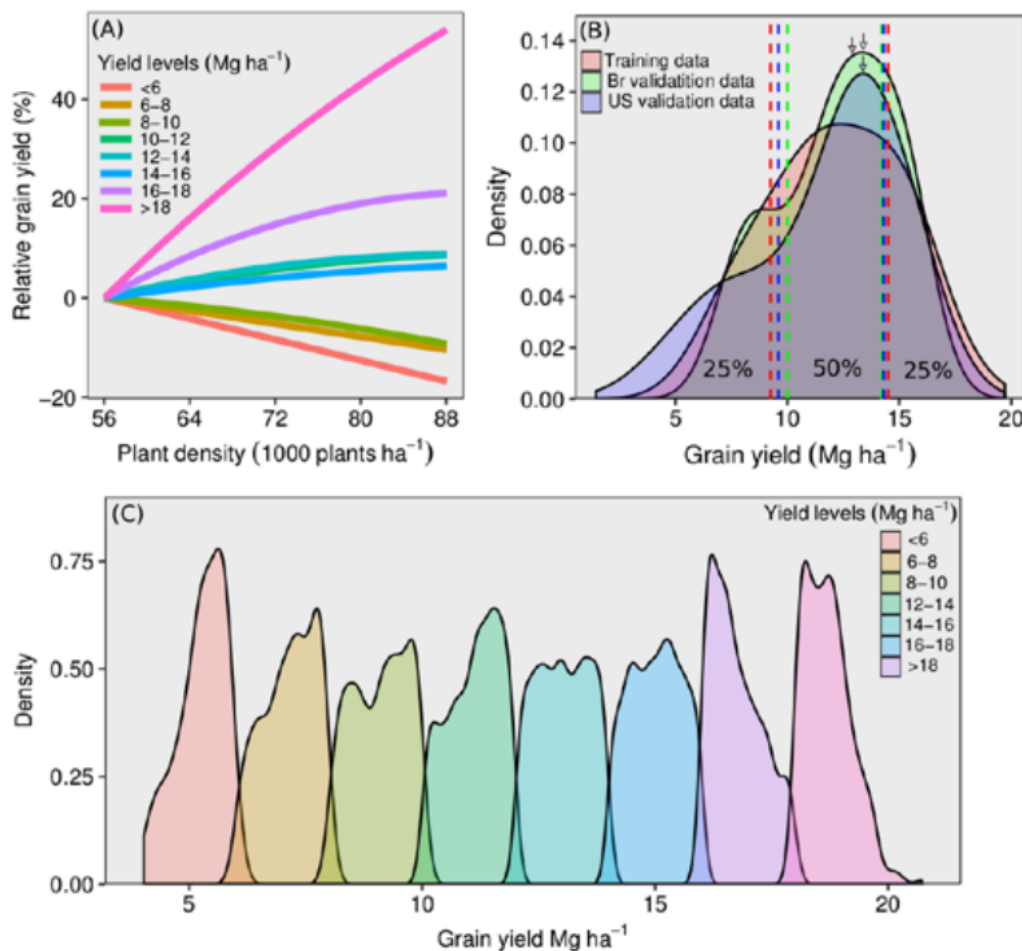 (A)
Yield levels (Mg ha⁻¹)
<6
6–8
8–10
10–12
12–14
14–16
16–18
>18
Relative grain yield (%)
40
20
0
−20
56 64 72 80 88
Plant density (1000 plants ha⁻¹)
(B)
Training data
Br validatition data
US validation data
Density
0.14
0.12
0.10
0.08
0.06
0.04
0.02
0.00
25% 50% 25%
5 10 15 20
Grain yield (Mg ha⁻¹)
(C)
Yield levels (Mg ha⁻¹)
<6
6–8
8–10
12–14
14–16
16–18
>18
Density
0.75
0.50
0.25
0.00
5 10 15 20
Grain yield Mg ha⁻¹